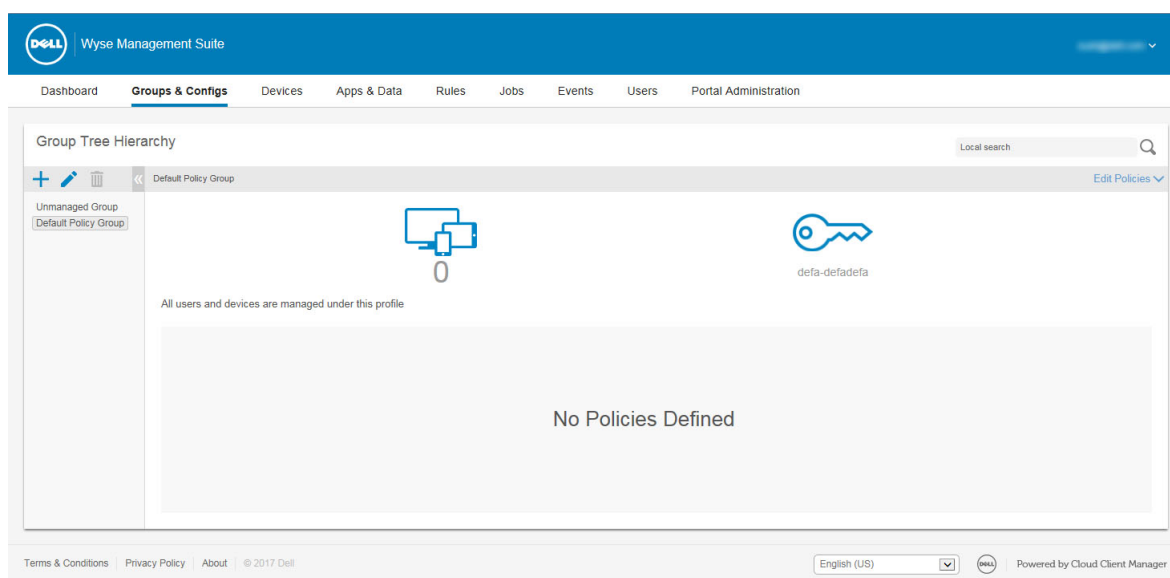 DELL Wyse Management Suite
Dashboard Groups & Configs Devices Apps & Data Rules Jobs Events Users Portal Administration
Group Tree Hierarchy
Local search
Default Policy Group
Edit Policies
Unmanaged Group
Default Policy Group
0
defa-defadefa
All users and devices are managed under this profile
No Policies Defined
Terms & Conditions Privacy Policy About © 2017 Dell English (US) DELL Powered by Cloud Client Manager